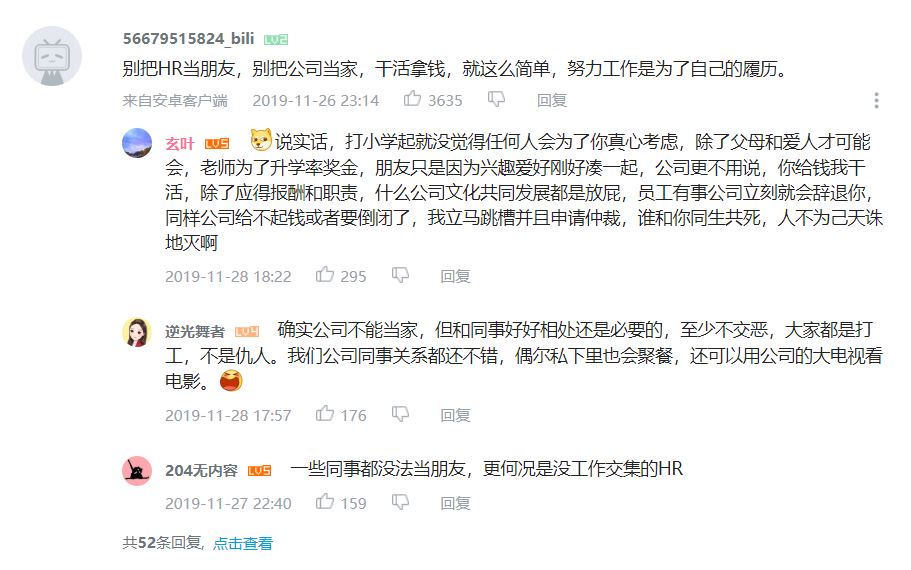 56679515824_bili LV2
别把HR当朋友，别把公司当家，干活拿钱，就这么简单，努力工作是为了自己的履历。
来自安卓客户端 2019-11-26 23:14 3635 回复
玄叶 LV5 说实话，打小学起就没觉得任何人会为了你真心考虑，除了父母和爱人才可能
会，老师为了升学率奖金，朋友只是因为兴趣爱好刚好凑一起，公司更不用说，你给钱我干
活，除了应得报酬和职责，什么公司文化共同发展都是放屁，员工有事公司立刻就会辞退你，
同样公司给不起钱或者要倒闭了，我立马跳槽并且申请仲裁，谁和你同生共死，人不为己天诛
地灭啊
2019-11-28 18:22 295 回复
逆光舞者 LV4 确实公司不能当家，但和同事好好相处还是必要的，至少不交恶，大家都是打
工，不是仇人。我们公司同事关系都还不错，偶尔私下里也会聚餐，还可以用公司的大电视看
电影。
2019-11-28 17:57 176 回复
204无内容 LV5 一些同事都没法当朋友，更何况是没工作交集的HR
2019-11-27 22:40 159 回复
共52条回复, 点击查看